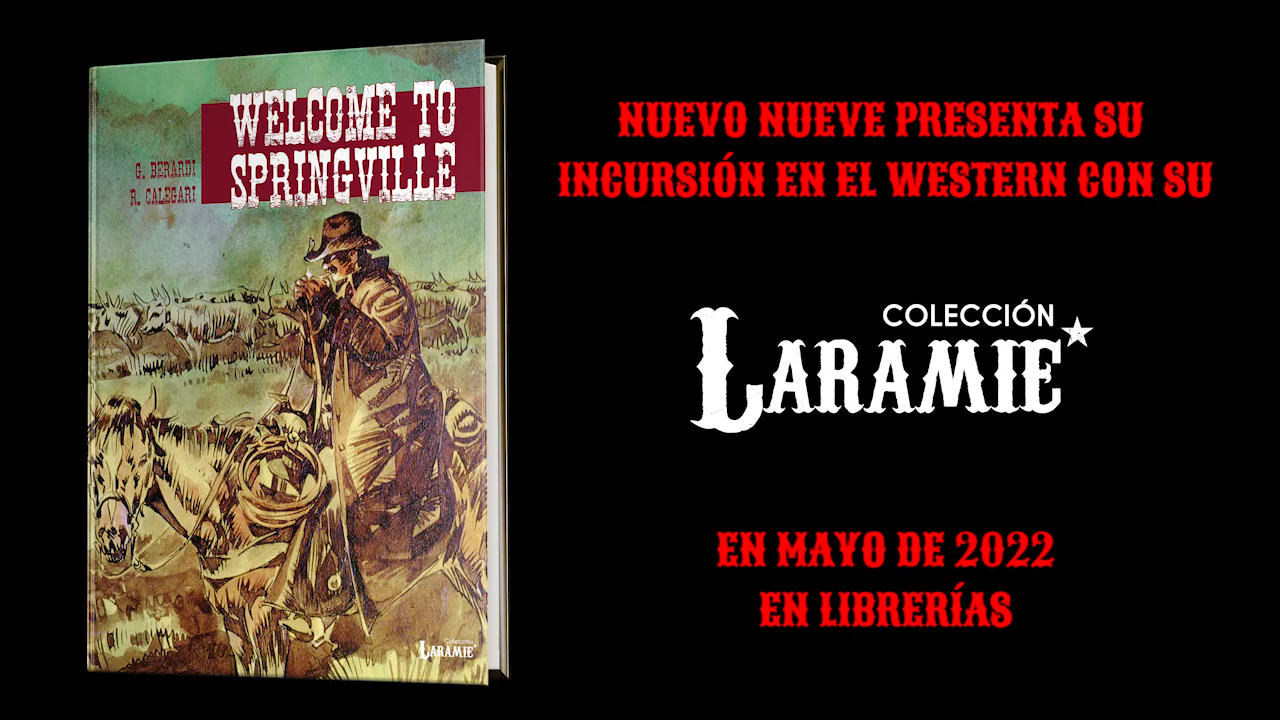 WELCOME TO
SPRINGVILLE
G. BERARDI
R. CALEGARI
Colección
LARAMIE
NUEVO NUEVE PRESENTA SU
INCURSIÓN EN EL WESTERN CON SU
COLECCIÓN
LARAMIE
EN MAYO DE 2022
EN LIBRERÍAS